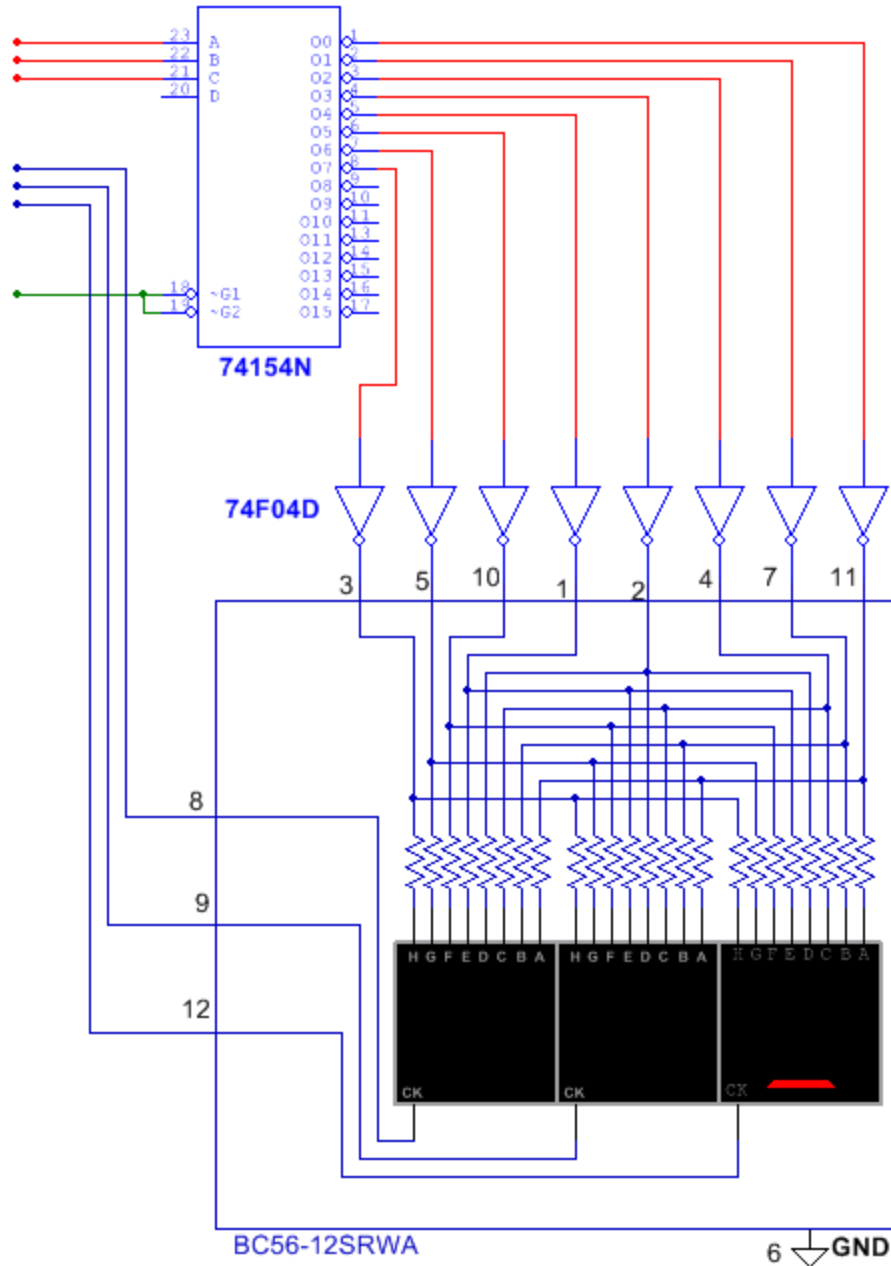 23 A O0 1
22 B O1 2
21 C O2 3
20 D O3 4
O4 5
O5 6
O6 7
O7 8
O8 9
O9 10
O10 11
O11 13
O12 14
O13 15
18 ~G1 O14 16
19 ~G2 O15 17
74154N
74F04D
3 5 10 1 2 4 7 11
8
9
12
H G F E D C B A H G F E D C B A H G F E D C B A
CK CK CK
BC56-12SRWA
6 GND